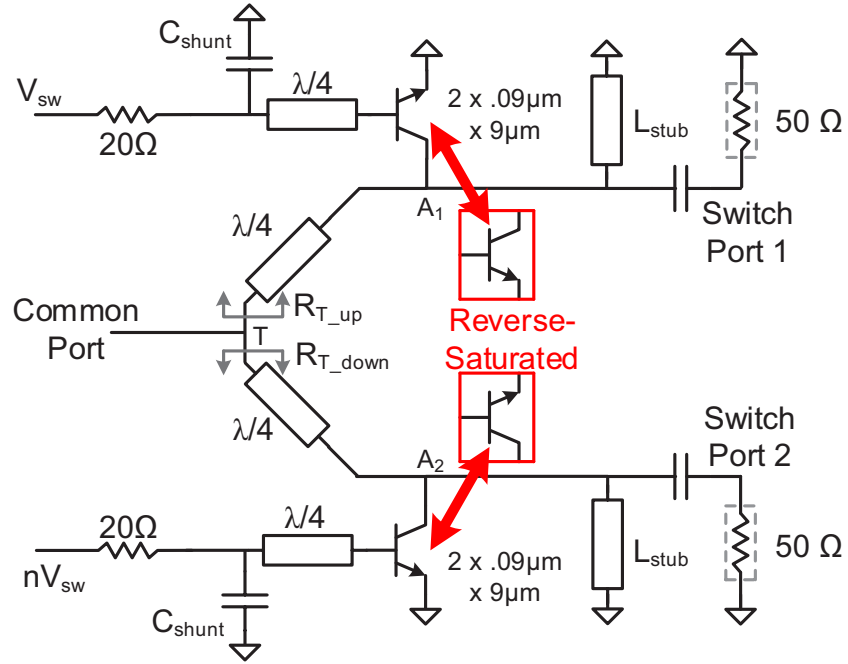 C_shunt
V_sw
λ/4
20Ω
2 x .09µm
x 9µm
L_stub
50 Ω
A_1
Switch
Port 1
λ/4
R_T_up
Common
Port
T
Reverse-
Saturated
R_T_down
λ/4
Switch
Port 2
A_2
20Ω
λ/4
nV_sw
C_shunt
2 x .09µm
x 9µm
L_stub
50 Ω